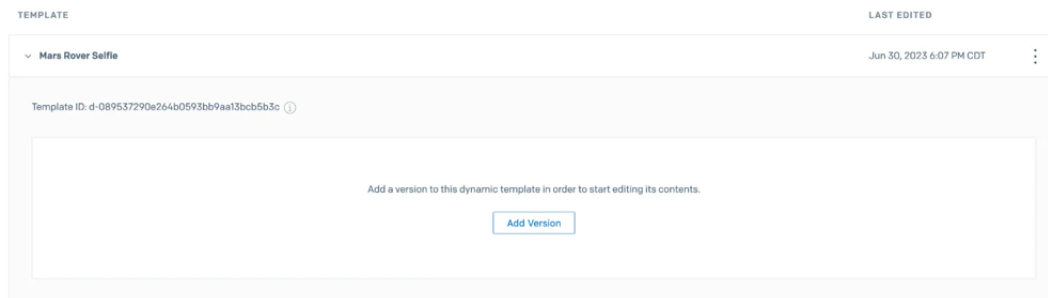 TEMPLATE LAST EDITED
Mars Rover Selfie Jun 30, 2023 6:07 PM CDT
Template ID: d-089537290e264b0593bb9aa13bcb5b3c
Add a version to this dynamic template in order to start editing its contents.
Add Version